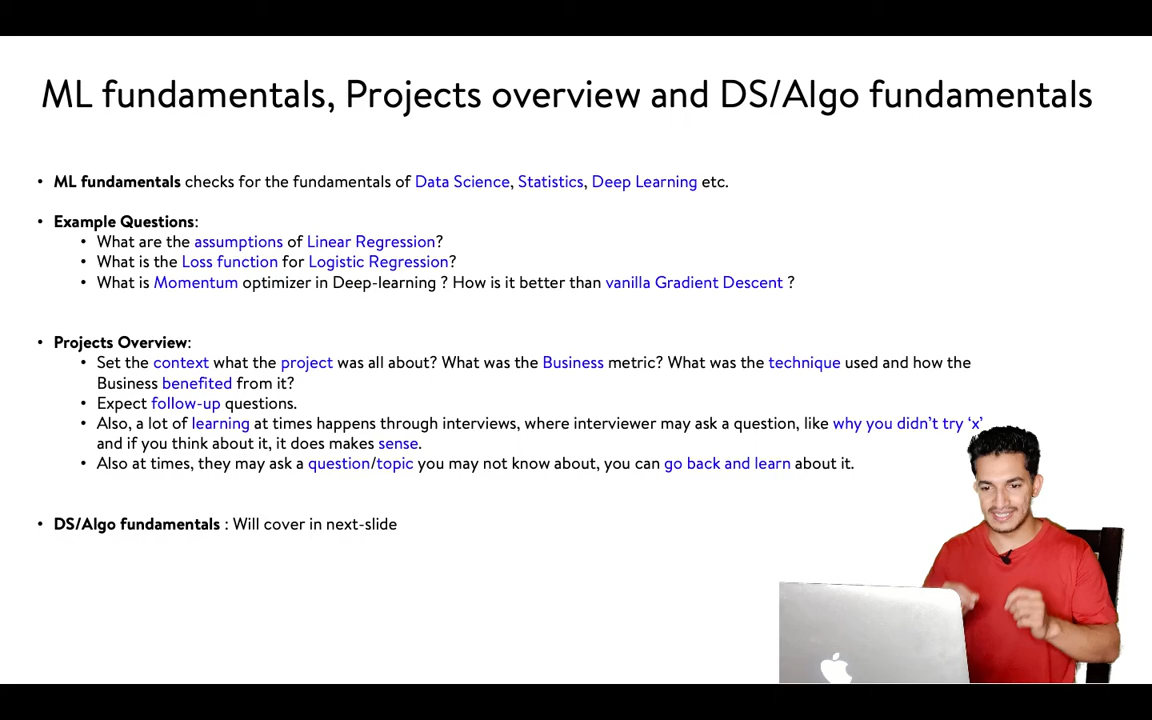 ML fundamentals, Projects overview and DS/Algo fundamentals
• ML fundamentals checks for the fundamentals of Data Science, Statistics, Deep Learning etc.
• Example Questions:
• What are the assumptions of Linear Regression?
• What is the Loss function for Logistic Regression?
• What is Momentum optimizer in Deep-learning ? How is it better than vanilla Gradient Descent ?
• Projects Overview:
• Set the context what the project was all about? What was the Business metric? What was the technique used and how the
Business benefited from it?
• Expect follow-up questions.
• Also, a lot of learning at times happens through interviews, where interviewer may ask a question, like why you didn't try 'x'
and if you think about it, it does makes sense.
• Also at times, they may ask a question/topic you may not know about, you can go back and learn about it.
• DS/Algo fundamentals : Will cover in next-slide